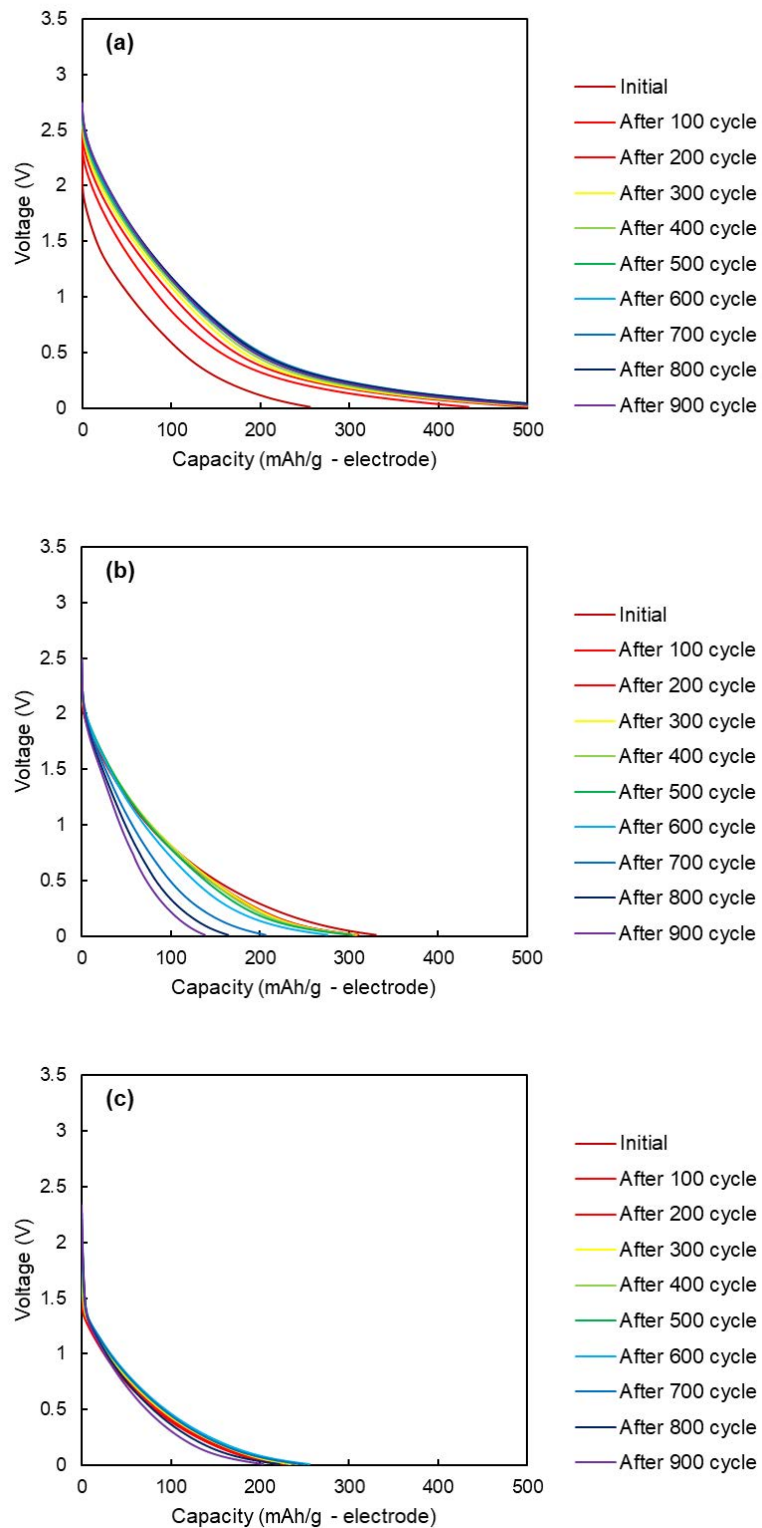 (a)
3.5
3
2.5
2
1.5
1
0.5
0
Voltage (V)
0 100 200 300 400 500
Capacity (mAh/g - electrode)
Initial
After 100 cycle
After 200 cycle
After 300 cycle
After 400 cycle
After 500 cycle
After 600 cycle
After 700 cycle
After 800 cycle
After 900 cycle
(b)
3.5
3
2.5
2
1.5
1
0.5
0
Voltage (V)
0 100 200 300 400 500
Capacity (mAh/g - electrode)
Initial
After 100 cycle
After 200 cycle
After 300 cycle
After 400 cycle
After 500 cycle
After 600 cycle
After 700 cycle
After 800 cycle
After 900 cycle
(c)
3.5
3
2.5
2
1.5
1
0.5
0
Voltage (V)
0 100 200 300 400 500
Capacity (mAh/g - electrode)
Initial
After 100 cycle
After 200 cycle
After 300 cycle
After 400 cycle
After 500 cycle
After 600 cycle
After 700 cycle
After 800 cycle
After 900 cycle